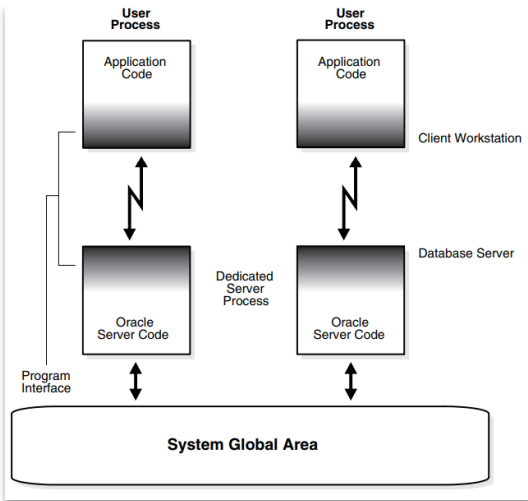 User
Process
User
Process
Application
Code
Application
Code
Client Workstation
Database Server
Dedicated
Server
Process
Oracle
Server Code
Oracle
Server Code
Program
Interface
System Global Area